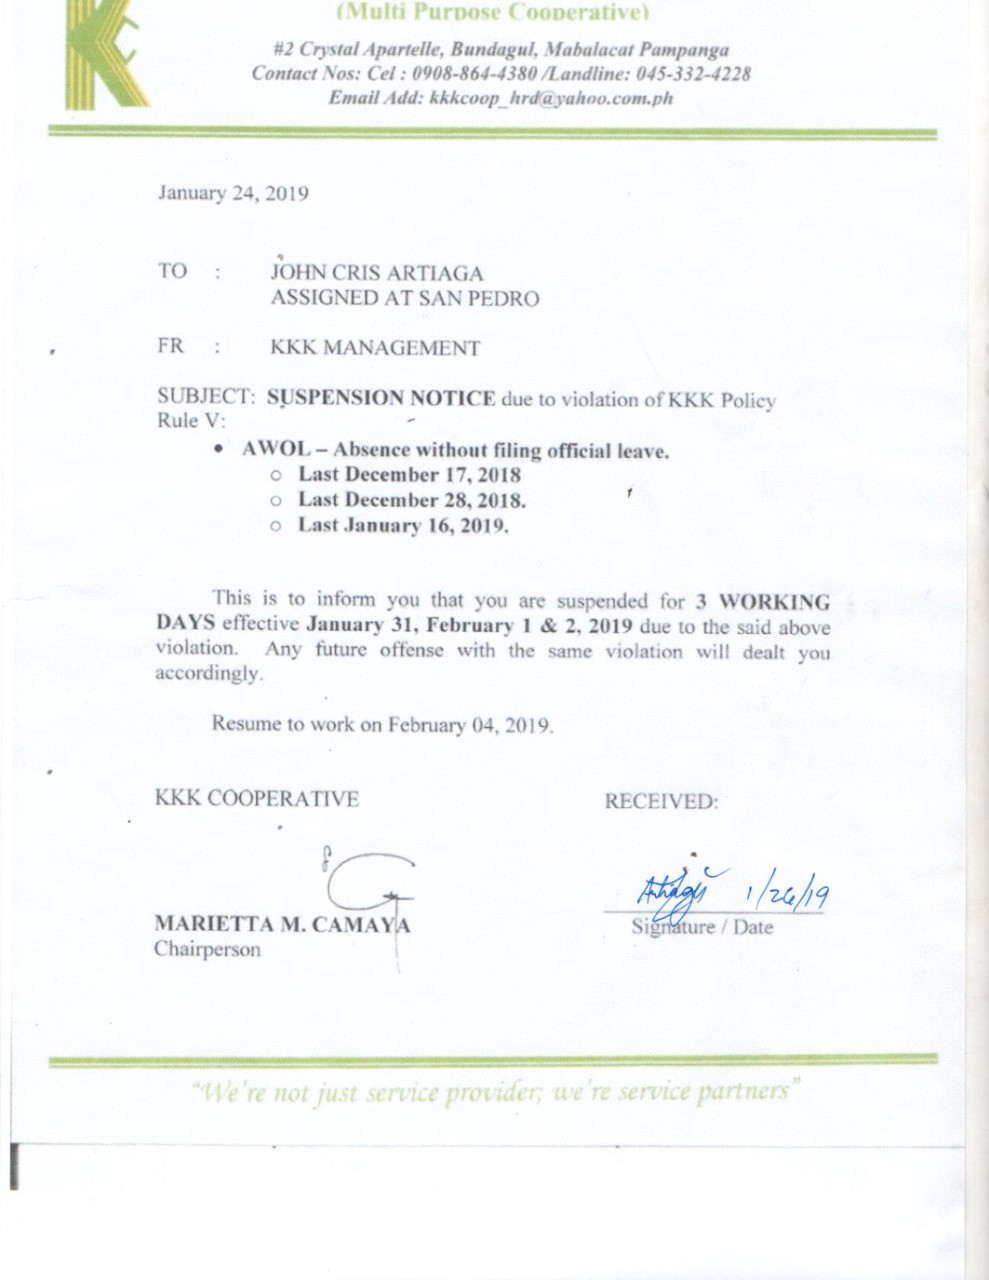 (Multi Purpose Cooperative)
#2 Crystal Apartelle, Bundagul, Mabalacat Pampanga
Contact Nos: Cel : 0908-864-4380 /Landline: 045-332-4228
Email Add: kkkcoop_hrd@yahoo.com.ph
January 24, 2019
TO : JOHN CRIS ARTIAGA
ASSIGNED AT SAN PEDRO
FR : KKK MANAGEMENT
SUBJECT: SUSPENSION NOTICE due to violation of KKK Policy
Rule V:
• AWOL – Absence without filing official leave.
o Last December 17, 2018
o Last December 28, 2018.
o Last January 16, 2019.
This is to inform you that you are suspended for 3 WORKING
DAYS effective January 31, February 1 & 2, 2019 due to the said above
violation. Any future offense with the same violation will dealt you
accordingly.
Resume to work on February 04, 2019.
KKK COOPERATIVE RECEIVED:
1/26/19
MARIETTA M. CAMAYA Signature / Date
Chairperson
"We're not just service provider; we're service partners"